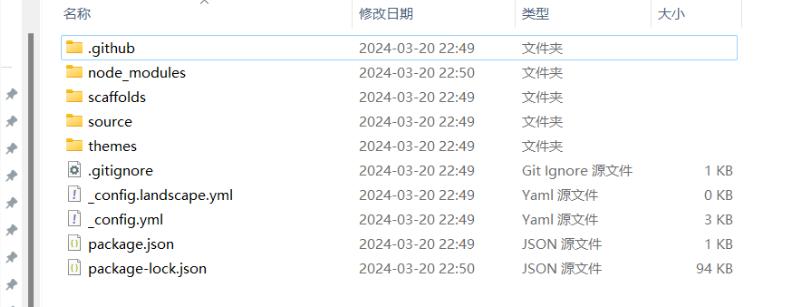 名称 修改日期 类型 大小
.github 2024-03-20 22:49 文件夹
node_modules 2024-03-20 22:50 文件夹
scaffolds 2024-03-20 22:49 文件夹
source 2024-03-20 22:49 文件夹
themes 2024-03-20 22:49 文件夹
.gitignore 2024-03-20 22:49 Git Ignore 源文件 1 KB
_config.landscape.yml 2024-03-20 22:49 Yaml 源文件 0 KB
_config.yml 2024-03-20 22:49 Yaml 源文件 3 KB
package.json 2024-03-20 22:49 JSON 源文件 1 KB
package-lock.json 2024-03-20 22:50 JSON 源文件 94 KB